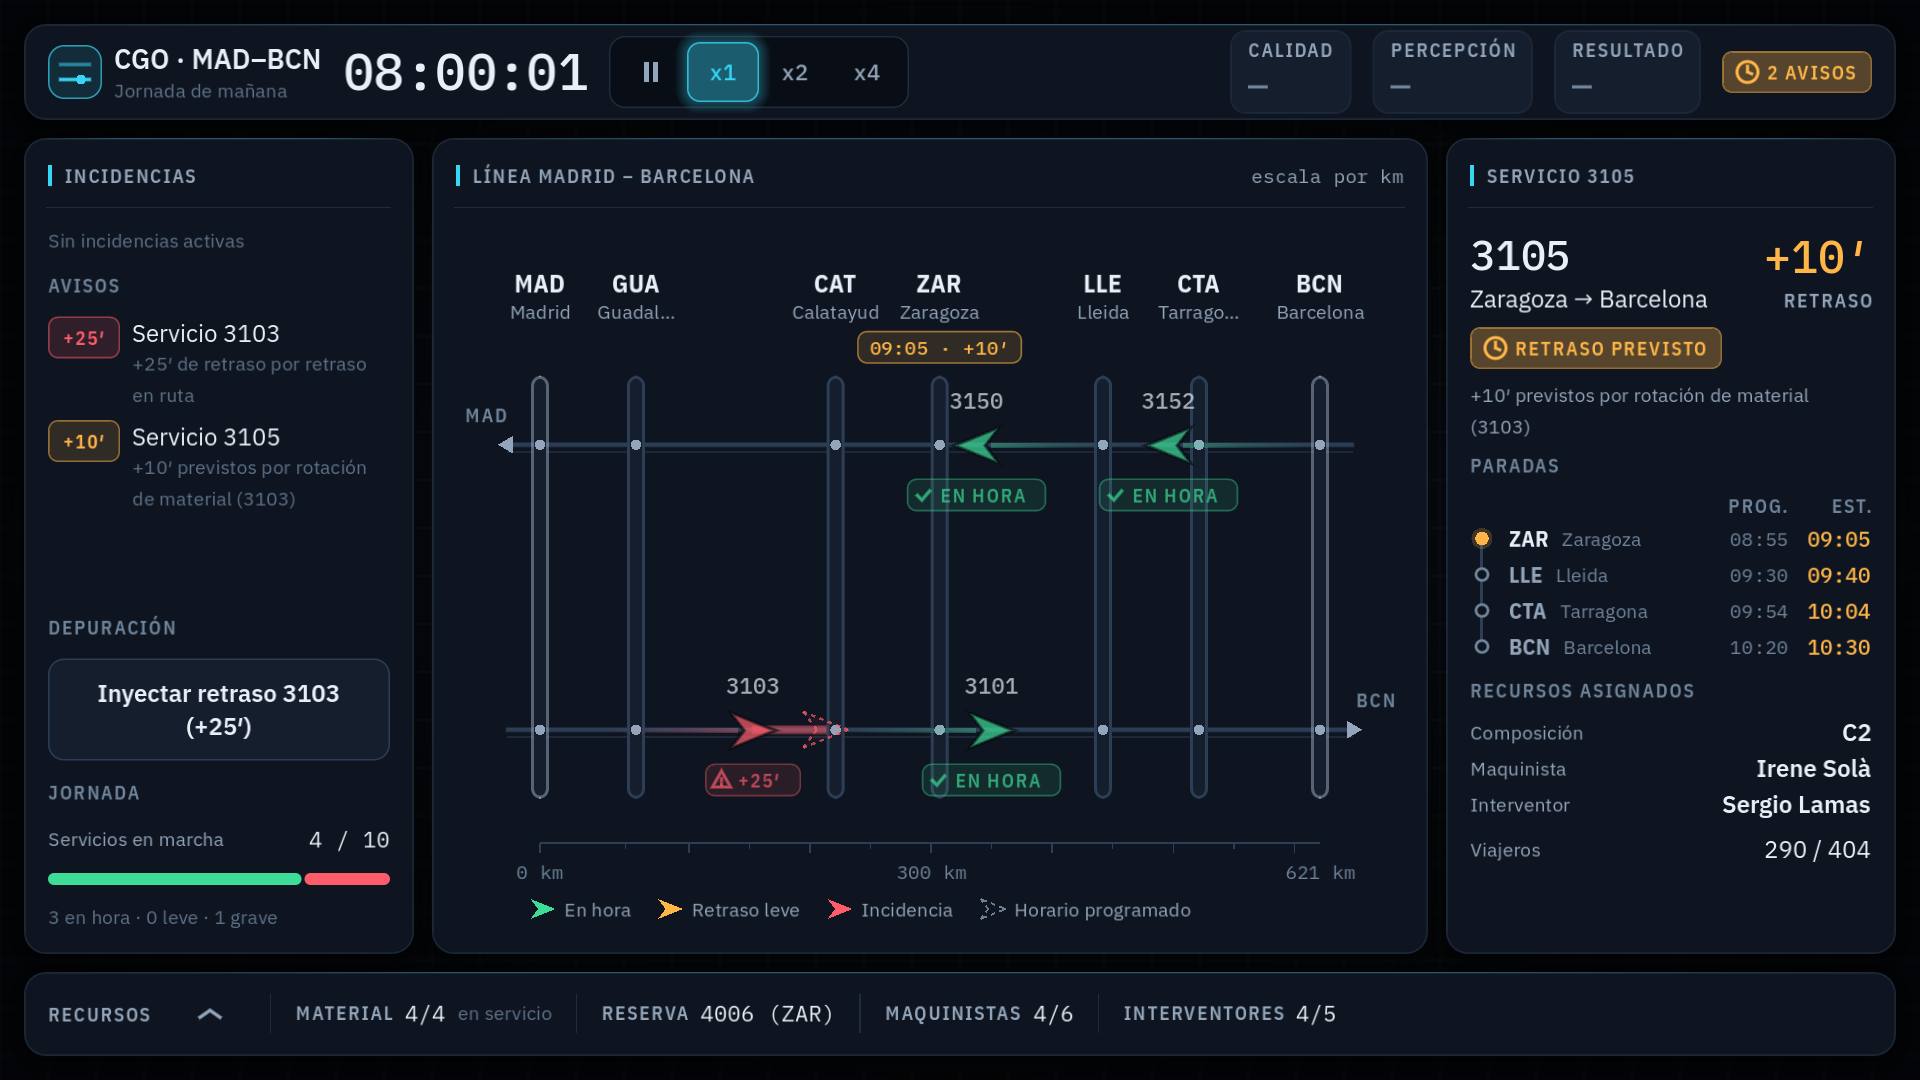 CGO · MAD–BCN
Jornada de mañana
08:00:01
x1
x2
x4
CALIDAD
—
PERCEPCIÓN
—
RESULTADO
—
2 AVISOS
INCIDENCIAS
Sin incidencias activas
AVISOS
+25′
Servicio 3103
+25′ de retraso por retraso
en ruta
+10′
Servicio 3105
+10′ previstos por rotación
de material (3103)
DEPURACIÓN
Inyectar retraso 3103
(+25′)
JORNADA
Servicios en marcha
4 / 10
3 en hora · 0 leve · 1 grave
LÍNEA MADRID – BARCELONA
escala por km
MAD
GUA
CAT
ZAR
LLE
CTA
BCN
Madrid
Guadal…
Calatayud
Zaragoza
Lleida
Tarrago…
Barcelona
09:05 · +10′
MAD
3150
3152
EN HORA
EN HORA
3103
3101
BCN
+25′
EN HORA
0 km
300 km
621 km
En hora
Retraso leve
Incidencia
Horario programado
SERVICIO 3105
3105
+10′
Zaragoza → Barcelona
RETRASO
RETRASO PREVISTO
+10′ previstos por rotación de material
(3103)
PARADAS
PROG. EST.
ZAR Zaragoza 08:55 09:05
LLE Lleida 09:30 09:40
CTA Tarragona 09:54 10:04
BCN Barcelona 10:20 10:30
RECURSOS ASIGNADOS
Composición C2
Maquinista Irene Solà
Interventor Sergio Lamas
Viajeros 290 / 404
RECURSOS
MATERIAL 4/4 en servicio
RESERVA 4006 (ZAR)
MAQUINISTAS 4/6
INTERVENTORES 4/5